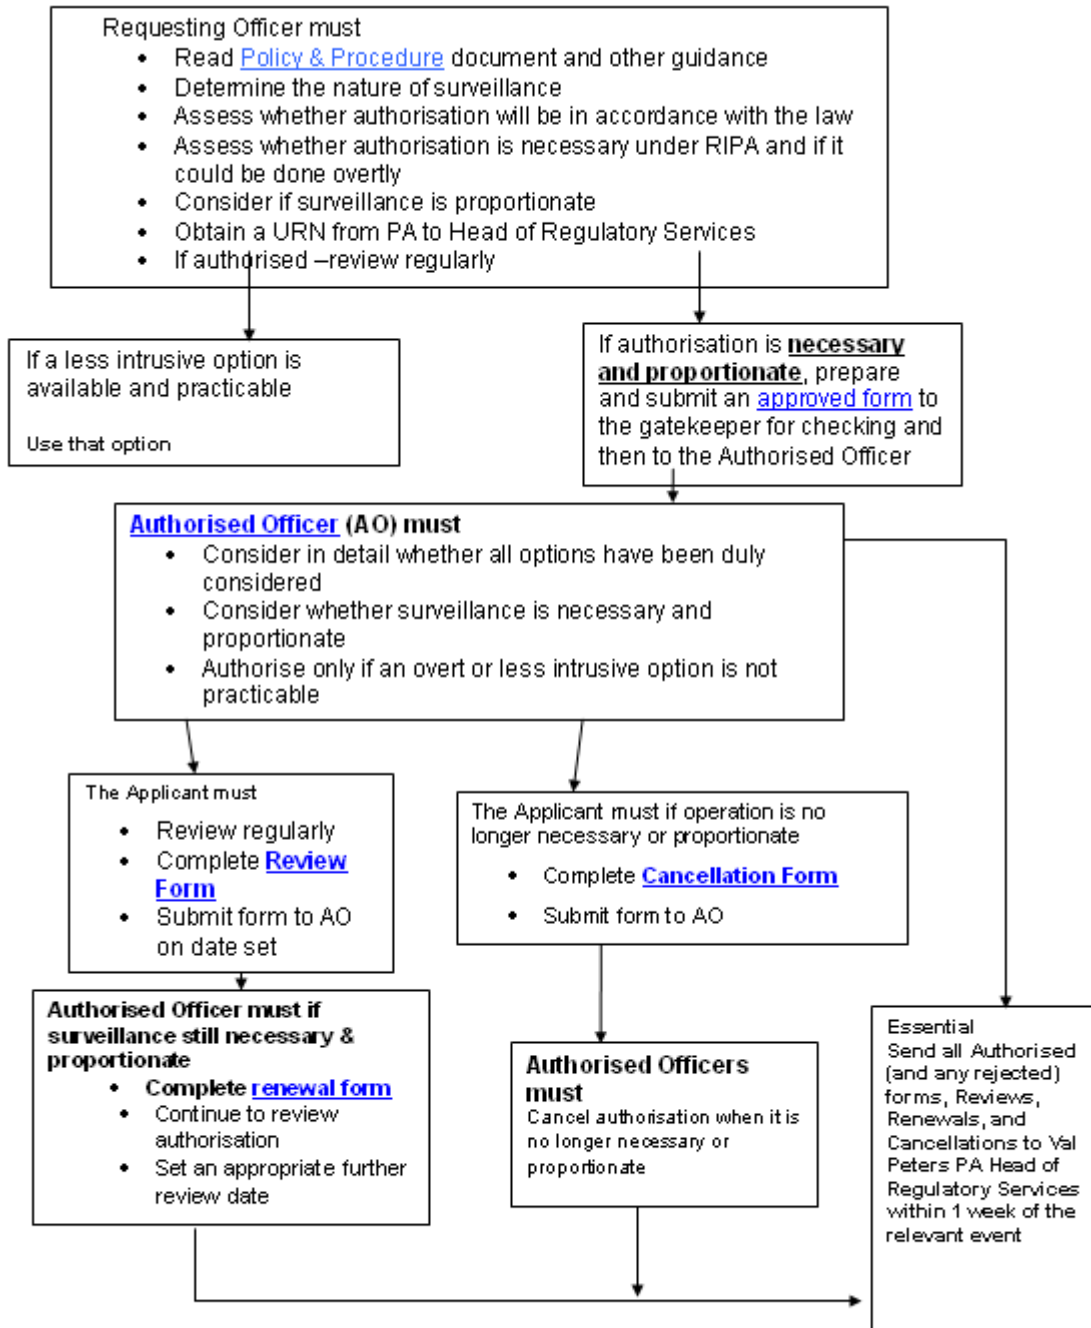 Requesting Officer must
• Read Policy & Procedure document and other guidance
• Determine the nature of surveillance
• Assess whether authorisation will be in accordance with the law
• Assess whether authorisation is necessary under RIPA and if it
could be done overtly
• Consider if surveillance is proportionate
• Obtain a URN from PA to Head of Regulatory Services
• If authorised –review regularly
If a less intrusive option is
available and practicable
Use that option
If authorisation is necessary
and proportionate, prepare
and submit an approved form to
the gatekeeper for checking and
then to the Authorised Officer
Authorised Officer (AO) must
• Consider in detail whether all options have been duly
considered
• Consider whether surveillance is necessary and
proportionate
• Authorise only if an overt or less intrusive option is not
practicable
The Applicant must
• Review regularly
• Complete Review
Form
• Submit form to AO
on date set
The Applicant must if operation is no
longer necessary or proportionate
• Complete Cancellation Form
• Submit form to AO
Authorised Officer must if
surveillance still necessary &
proportionate
• Complete renewal form
• Continue to review
authorisation
• Set an appropriate further
review date
Authorised Officers
must
Cancel authorisation when it is
no longer necessary or
proportionate
Essential
Send all Authorised
(and any rejected)
forms, Reviews,
Renewals, and
Cancellations to Val
Peters PA Head of
Regulatory Services
within 1 week of the
relevant event